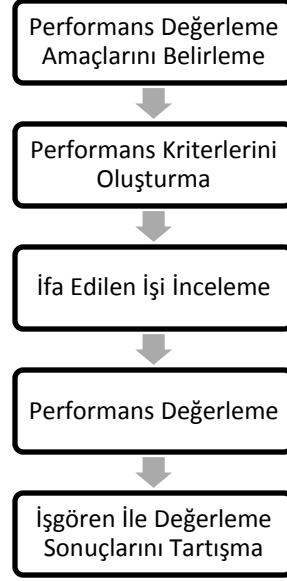 Performans Değerleme
Amaçlarını Belirleme
Performans Kriterlerini
Oluşturma
İfa Edilen İşi İnceleme
Performans Değerleme
İşgören İle Değerleme
Sonuçlarını Tartışma